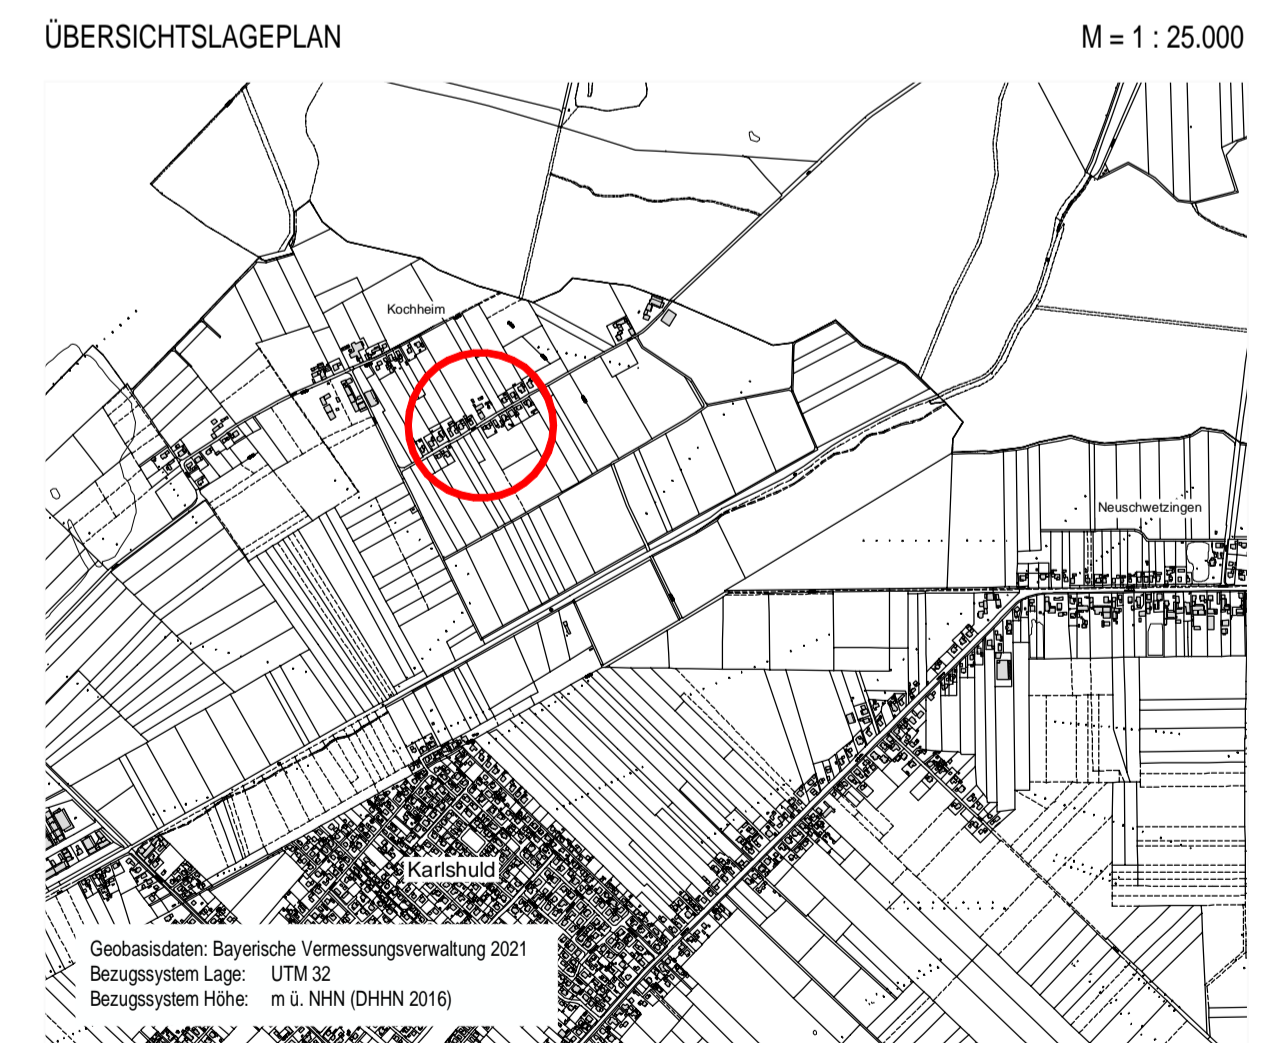 ÜBERSICHTSLAGEPLAN M = 1 : 25.000
Kochheim
Neuschwetzingen
Karlshuld
Geobasisdaten: Bayerische Vermessungsverwaltung 2021
Bezugssystem Lage: UTM 32
Bezugssystem Höhe: m ü. NHN (DHHN 2016)